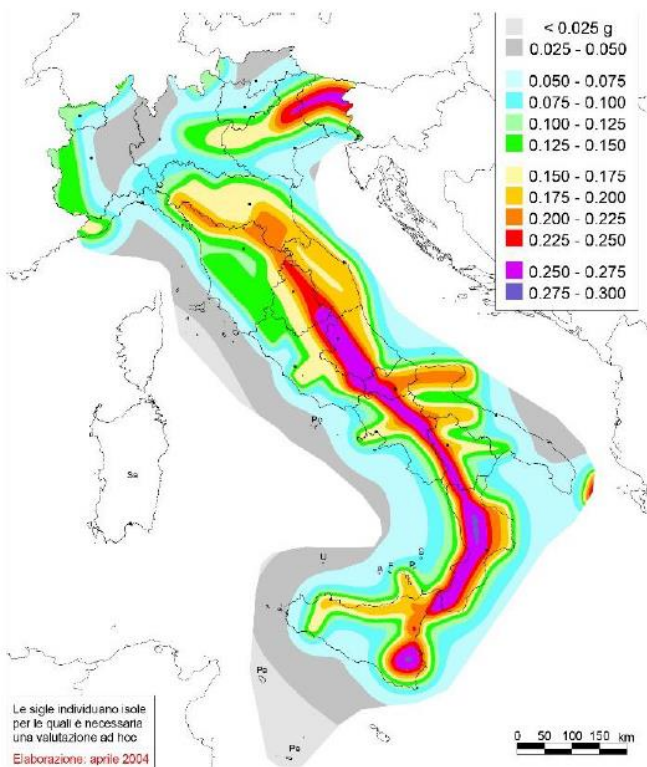 < 0.025 g
0.025 - 0.050
0.050 - 0.075
0.075 - 0.100
0.100 - 0.125
0.125 - 0.150
0.150 - 0.175
0.175 - 0.200
0.200 - 0.225
0.225 - 0.250
0.250 - 0.275
0.275 - 0.300
Po
Sa
U
Pa
Pe
Le sigle individuano isole
per le quali è necessaria
una valutazione ad hoc
Elaborazione: aprile 2004
0 50 100 150 km